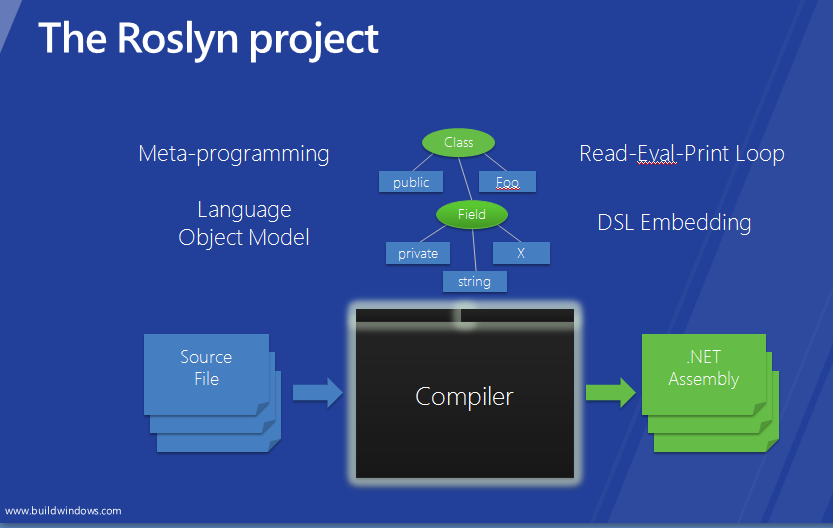 The Roslyn project
Meta-programming
Class
Read-Eval-Print Loop
public
Foo
Language
Object Model
Field
DSL Embedding
private
X
string
Source
File
Compiler
.NET
Assembly
www.buildwindows.com